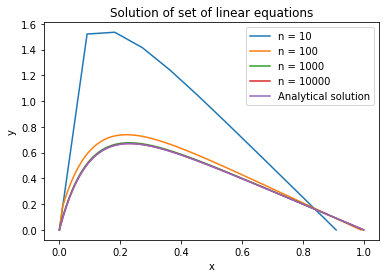 Solution of set of linear equations
1.6
1.4
1.2
1.0
0.8
0.6
0.4
0.2
0.0
y
n = 10
n = 100
n = 1000
n = 10000
Analytical solution
0.0 0.2 0.4 0.6 0.8 1.0
x